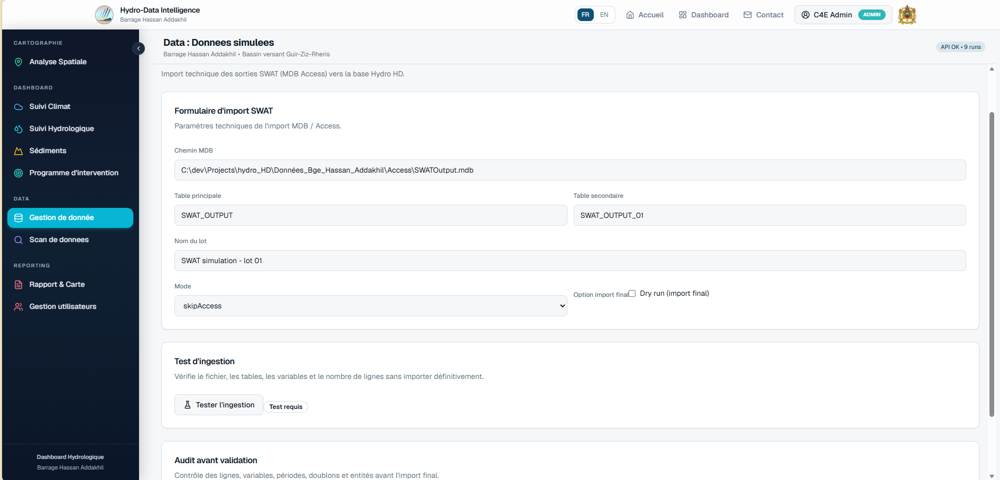 Hydro-Data Intelligence
Barrage Hassan Addakhil
FR
EN
Accueil
Dashboard
Contact
C4E Admin
ADMIN
CARTOGRAPHIE
Analyse Spatiale
DASHBOARD
Suivi Climat
Suivi Hydrologique
Sédiments
Programme d'intervention
DATA
Gestion de donnée
Scan de donnees
REPORTING
Rapport & Carte
Gestion utilisateurs
Dashboard Hydrologique
Barrage Hassan Addakhil
Data : Donnees simulees
Barrage Hassan Addakhil • Bassin versant Guir-Ziz-Rheris
API OK • 9 runs
Import technique des sorties SWAT (MDB Access) vers la base Hydro HD.
Formulaire d'import SWAT
Paramètres techniques de l'import MDB / Access.
Chemin MDB
C:\dev\Projects\hydro_HD\Données_Bge_Hassan_Addakhil\Access\SWATOutput.mdb
Table principale
Table secondaire
SWAT_OUTPUT
SWAT_OUTPUT_01
Nom du lot
SWAT simulation - lot 01
Mode
Option import final
Dry run (import final)
skipAccess
Test d'ingestion
Vérifie le fichier, les tables, les variables et le nombre de lignes sans importer définitivement.
Tester l'ingestion
Test requis
Audit avant validation
Contrôle des lignes, variables, périodes, doublons et entités avant l'import final.